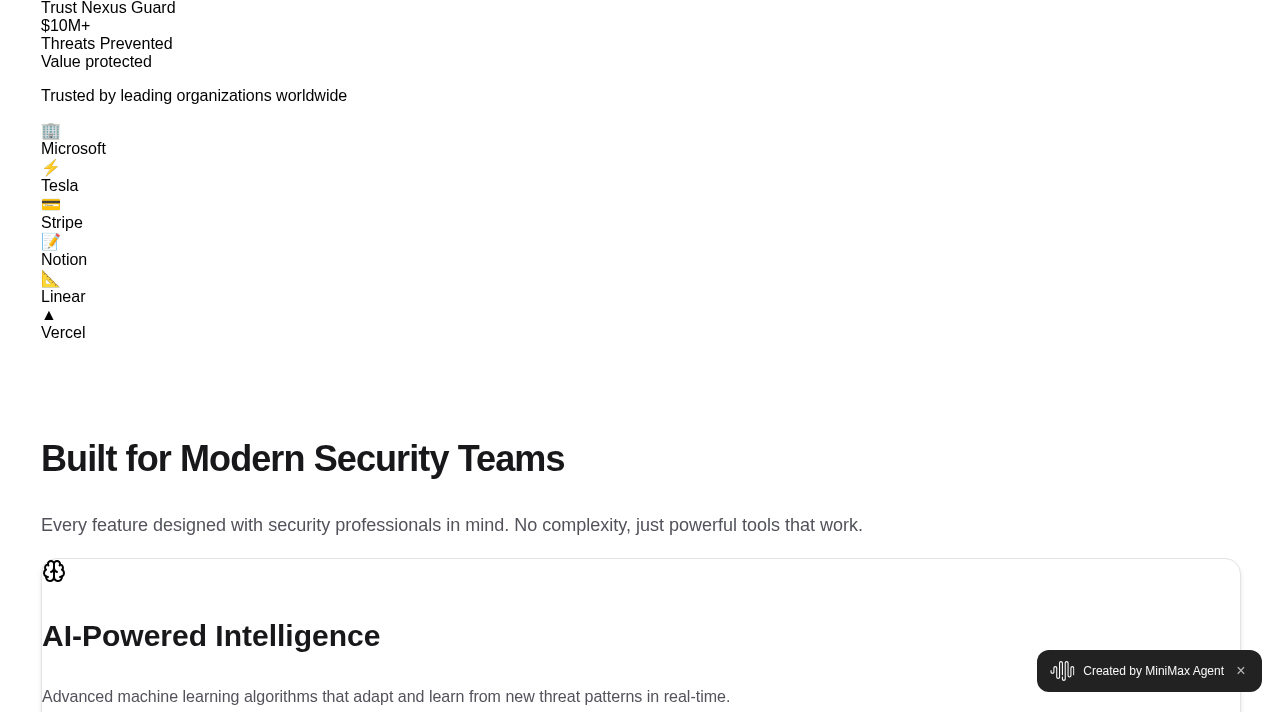 Trust Nexus Guard
$10M+
Threats Prevented
Value protected
Trusted by leading organizations worldwide
🏢
Microsoft
⚡
Tesla
💳
Stripe
📝
Notion
📐
Linear
▲
Vercel
Built for Modern Security Teams
Every feature designed with security professionals in mind. No complexity, just powerful tools that work.
AI-Powered Intelligence
Advanced machine learning algorithms that adapt and learn from new threat patterns in real-time.
Created by MiniMax Agent ×